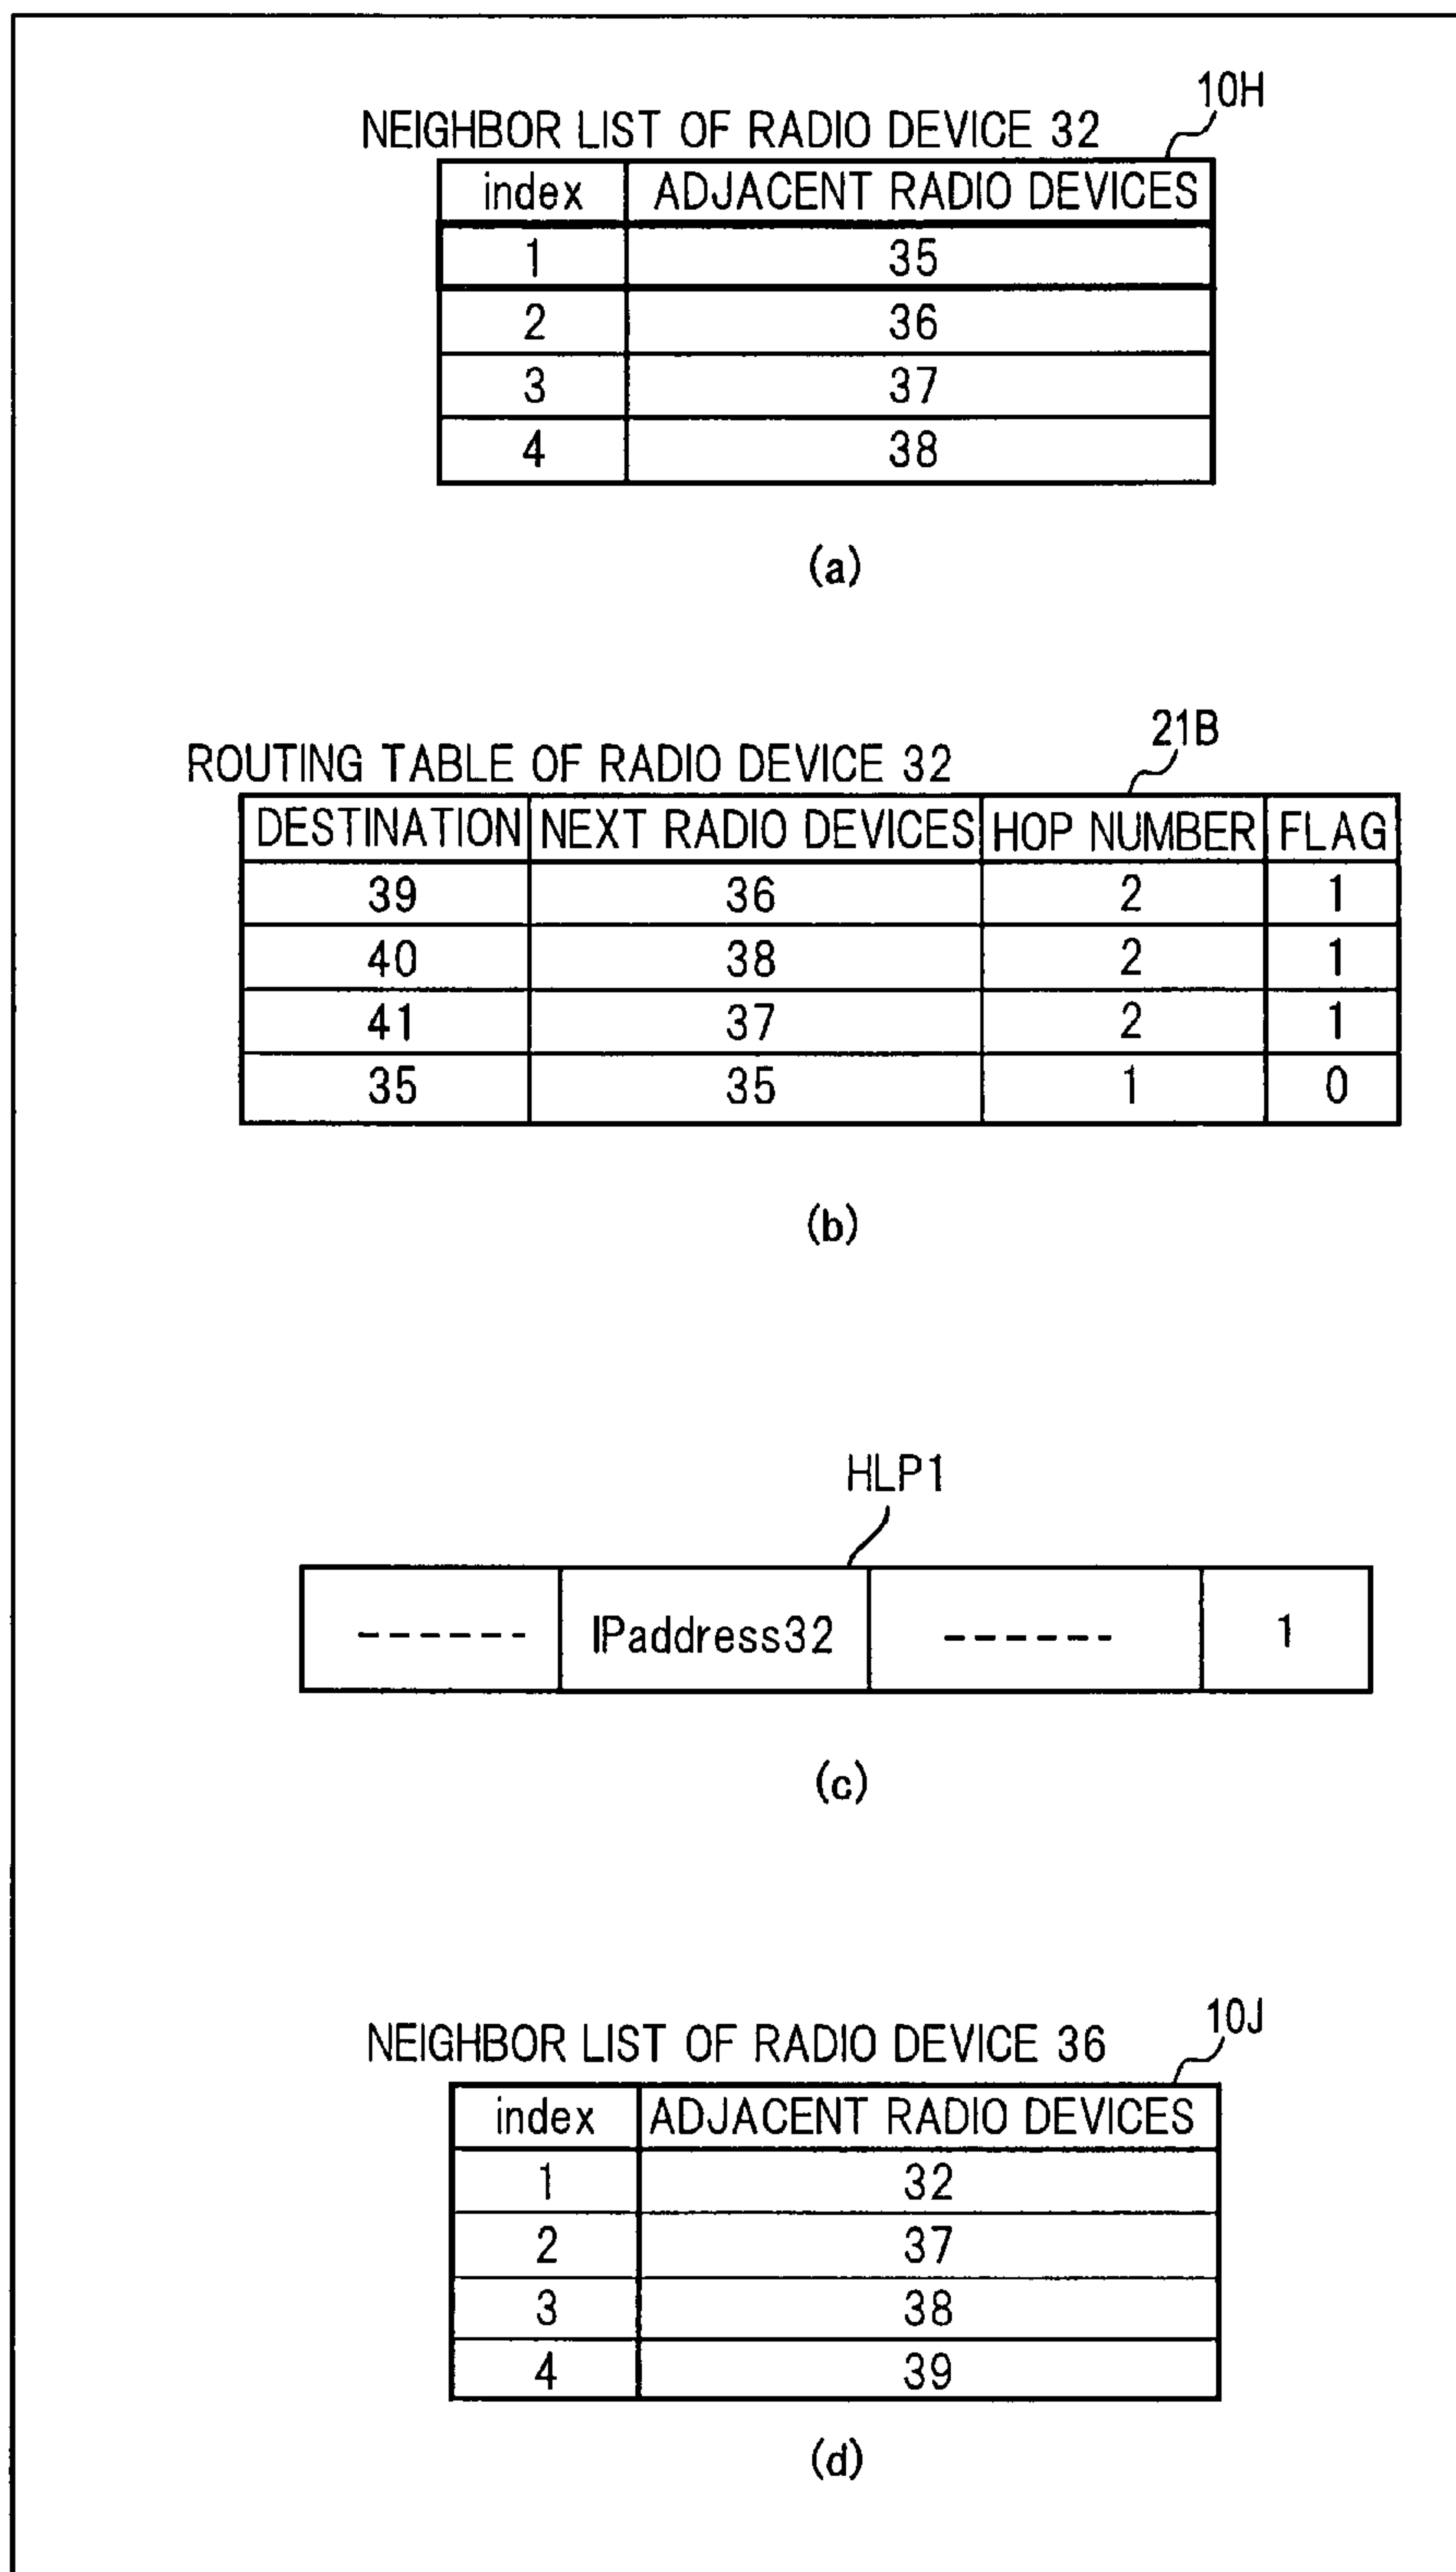 10H
NEIGHBOR LIST OF RADIO DEVICE 32
index ADJACENT RADIO DEVICES
1 35
2 36
3 37
4 38
(a)
21B
ROUTING TABLE OF RADIO DEVICE 32
DESTINATION NEXT RADIO DEVICES HOP NUMBER FLAG
39 36 2 1
40 38 2 1
41 37 2 1
35 35 1 0
(b)
HLP1
------ IPaddress32 ------ 1
(c)
10J
NEIGHBOR LIST OF RADIO DEVICE 36
index ADJACENT RADIO DEVICES
1 32
2 37
3 38
4 39
(d)